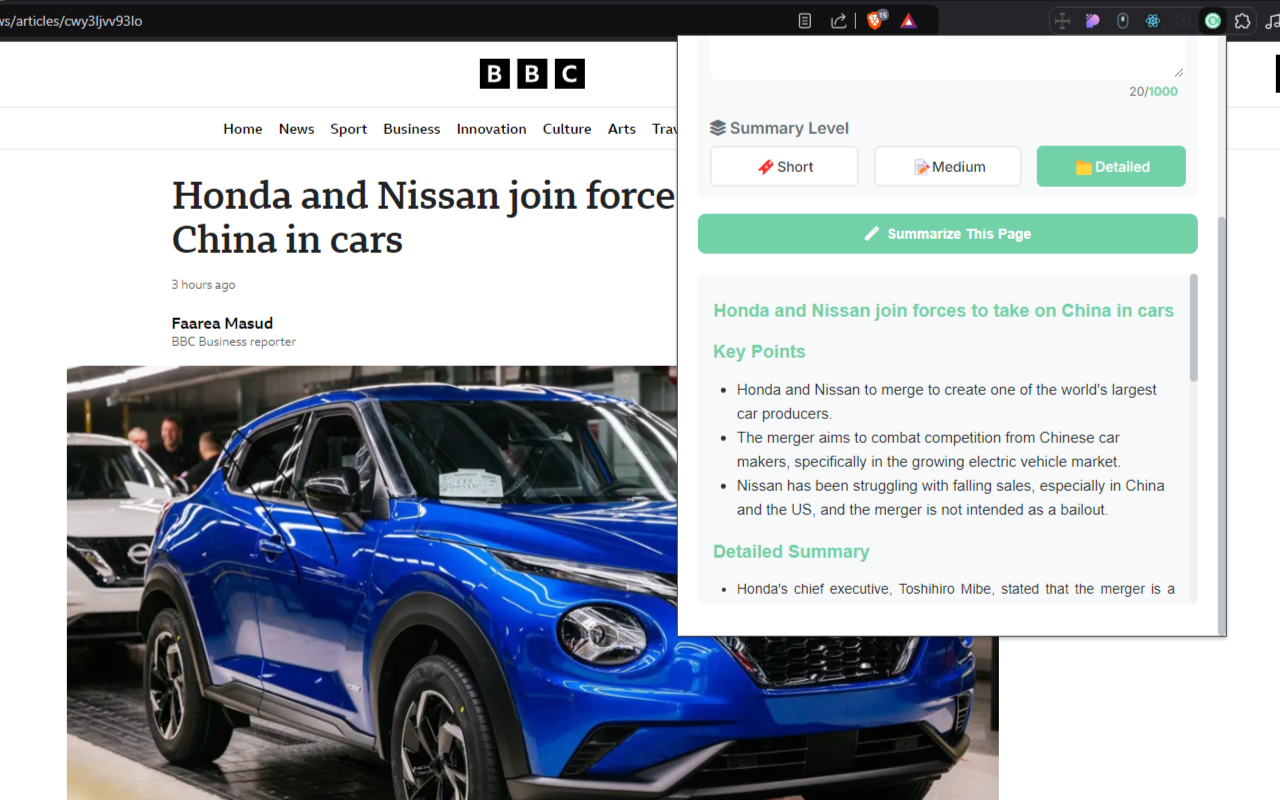 ws/articles/cwy3ljvv93lo
15
BBC
Home News Sport Business Innovation Culture Arts Trav
Honda and Nissan join force
China in cars
3 hours ago
Faarea Masud
BBC Business reporter
20/1000
Summary Level
Short Medium Detailed
Summarize This Page
Honda and Nissan join forces to take on China in cars
Key Points
• Honda and Nissan to merge to create one of the world's largest
car producers.
• The merger aims to combat competition from Chinese car
makers, specifically in the growing electric vehicle market.
• Nissan has been struggling with falling sales, especially in China
and the US, and the merger is not intended as a bailout.
Detailed Summary
• Honda's chief executive, Toshihiro Mibe, stated that the merger is a